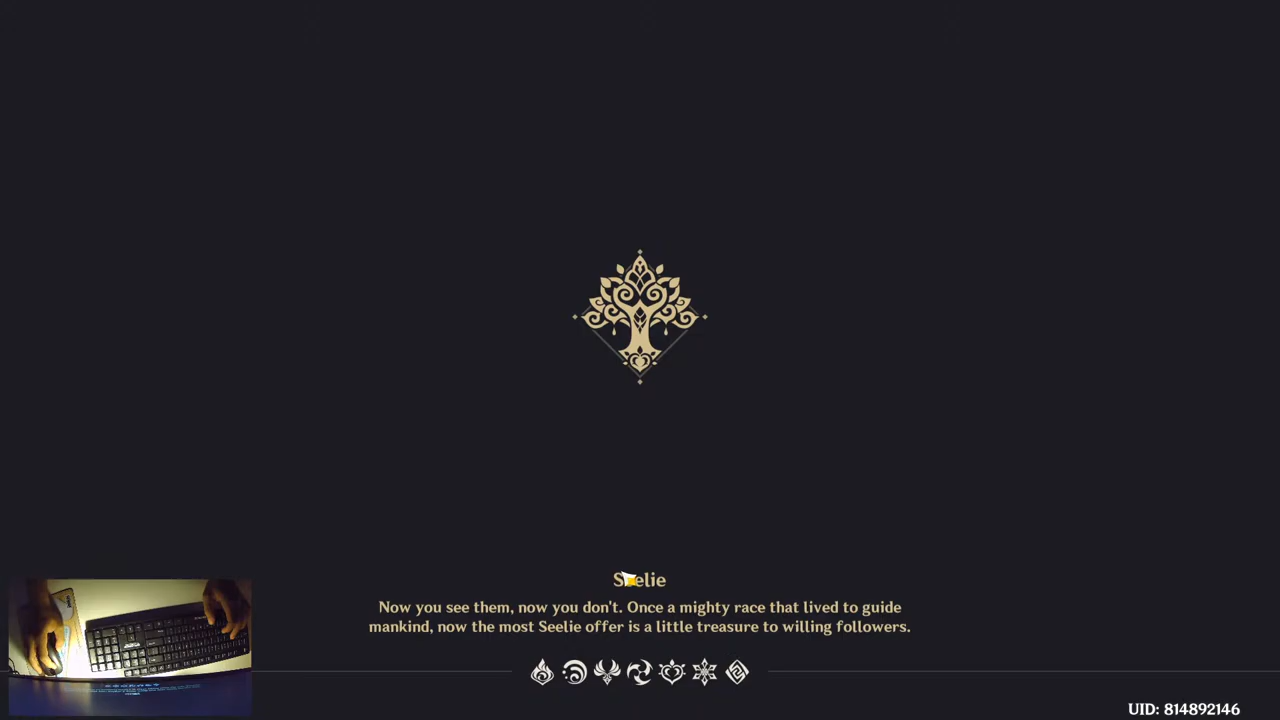 Seelie
Now you see them, now you don't. Once a mighty race that lived to guide
mankind, now the most Seelie offer is a little treasure to willing followers.
UID: 814892146